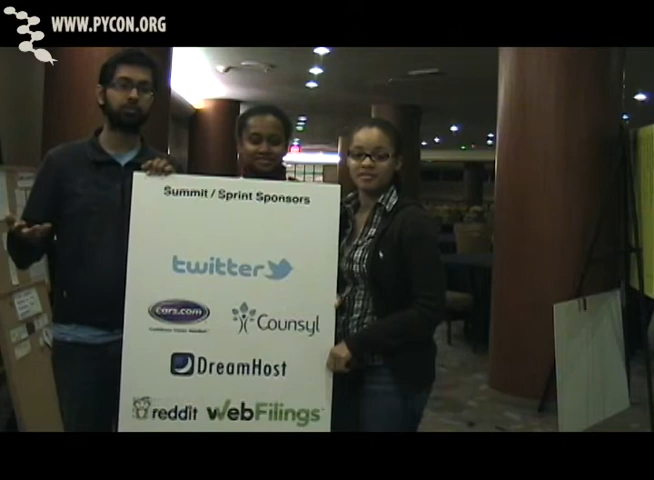 WWW.PYCON.ORG
Summit / Sprint Sponsors
twitter
cars.com
Counsyl
DreamHost
reddit WebFilings